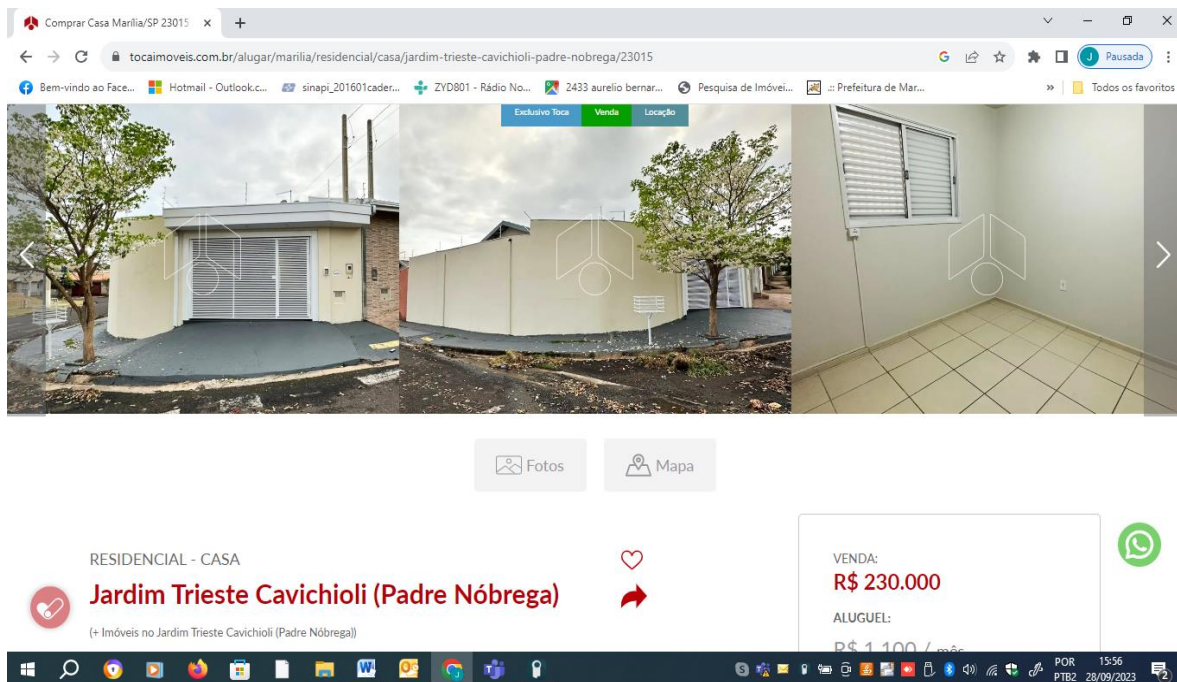 Comprar Casa Marília/SP 23015
tocaimoveis.com.br/alugar/marilia/residencial/casa/jardim-trieste-cavichioli-padre-nobrega/23015
G
J Pausada
Bem-vindo ao Face... Hotmail - Outlook.c... sinapi_201601cader... ZYD801 - Rádio No... 2433 aurelio bernar... Pesquisa de Imóvei... .:: Prefeitura de Mar... » Todos os favoritos
Exclusivo Toca Venda Locação
Fotos Mapa
RESIDENCIAL - CASA
Jardim Trieste Cavichioli (Padre Nóbrega)
(+ Imóveis no Jardim Trieste Cavichioli (Padre Nóbrega))
VENDA:
R$ 230.000
ALUGUEL:
R$ 1.100 / mês
POR 15:56
PTB2 28/09/2023